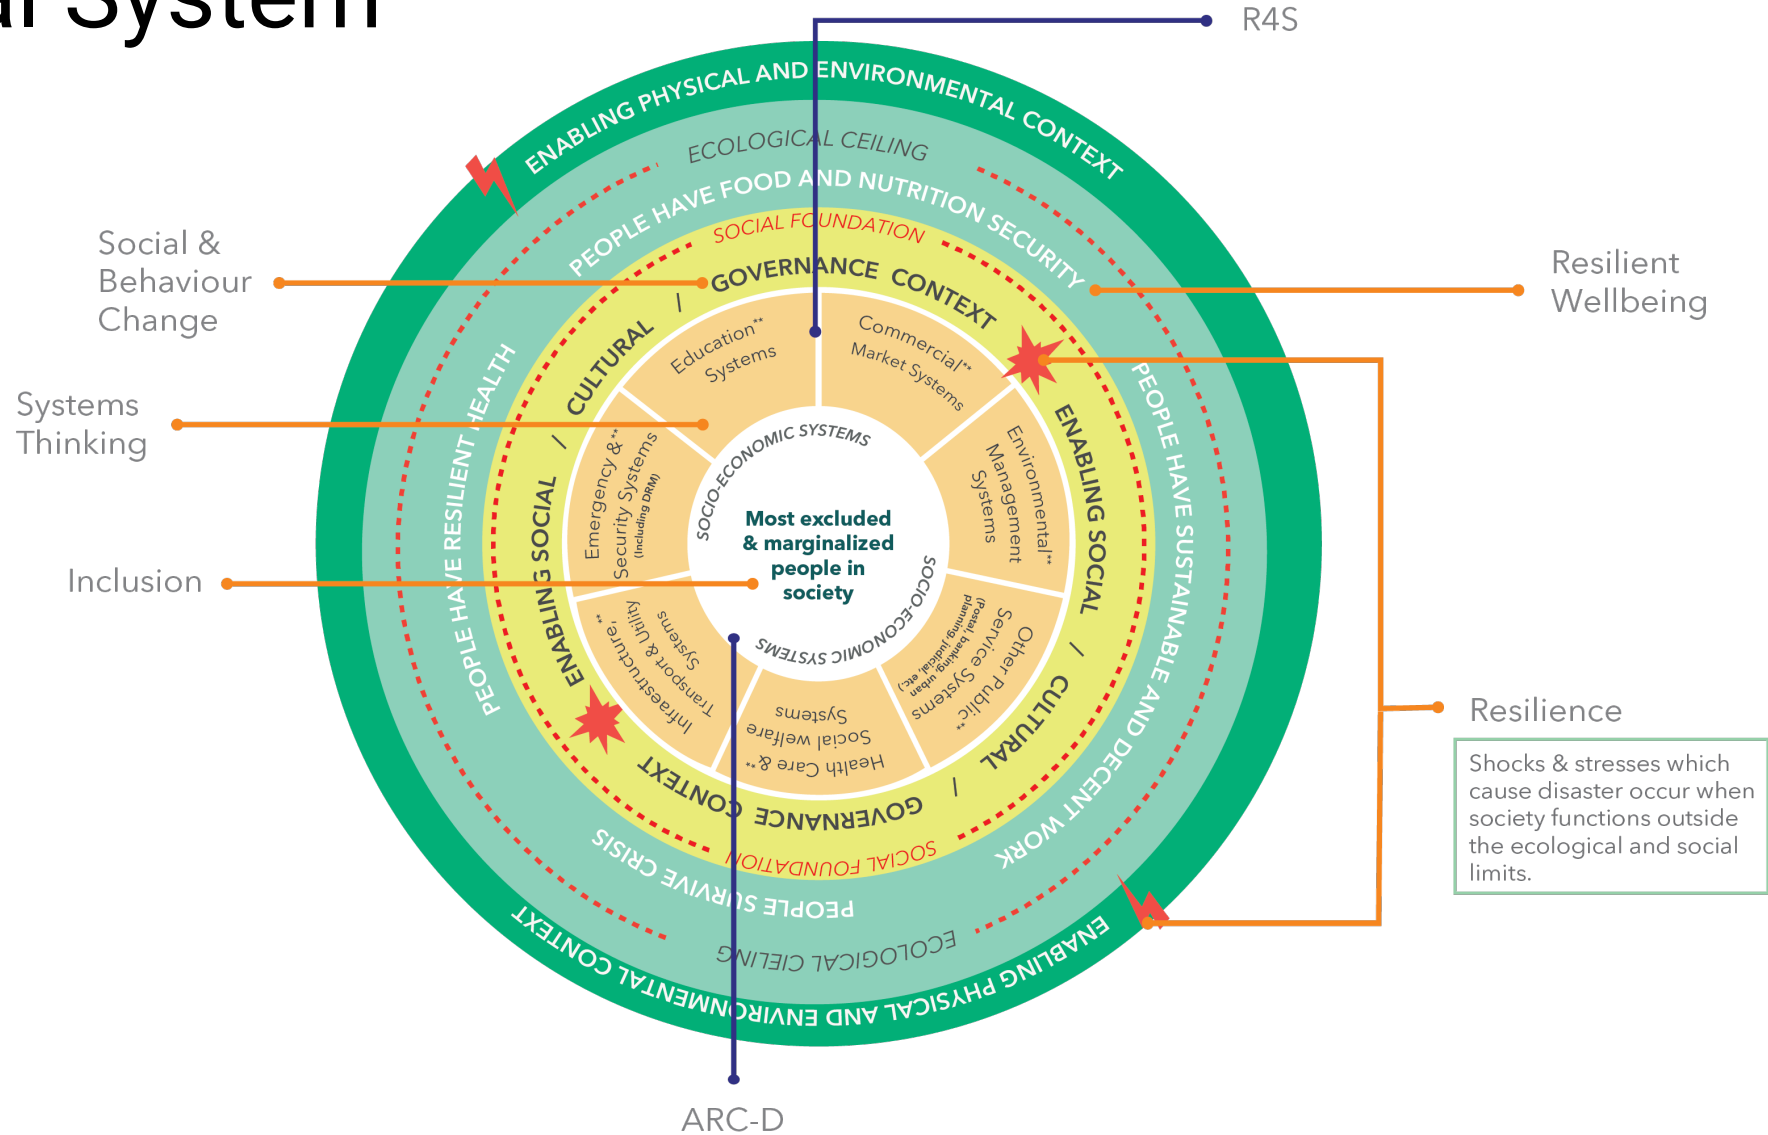 al System
R4S
ENABLING PHYSICAL AND ENVIRONMENTAL CONTEXT
ECOLOGICAL CEILING
PEOPLE HAVE FOOD AND NUTRITION SECURITY
SOCIAL FOUNDATION
GOVERNANCE CONTEXT
/ CULTURAL /
ENABLING SOCIAL
Social &
Behaviour
Change
Resilient
Wellbeing
Systems
Thinking
Inclusion
PEOPLE HAVE RESILIENT HEALTH
PEOPLE HAVE SUSTAINABLE AND DECENT WORK
Education**
Systems
Commercial**
Market Systems
Emergency &**
Security Systems
(Including DRM)
Environmental**
Management
Systems
SOCIO-ECONOMIC SYSTEMS
Most excluded
& marginalized
people in
society
SOCIO-ECONOMIC SYSTEMS
Infraestructure,**
Transport & Utility
Systems
Other Public**
Service Systems
(Postal, banking, urban
planning, judicial, etc.)
Health Care &**
Social welfare
Systems
ENABLING SOCIAL
/ CULTURAL /
GOVERNANCE CONTEXT
SOCIAL FOUNDATION
PEOPLE SURVIVE CRISIS
ECOLOGICAL CIELING
ENABLING PHYSICAL AND ENVIRONMENTAL CONTEXT
Resilience
Shocks & stresses which
cause disaster occur when
society functions outside
the ecological and social
limits.
ARC-D